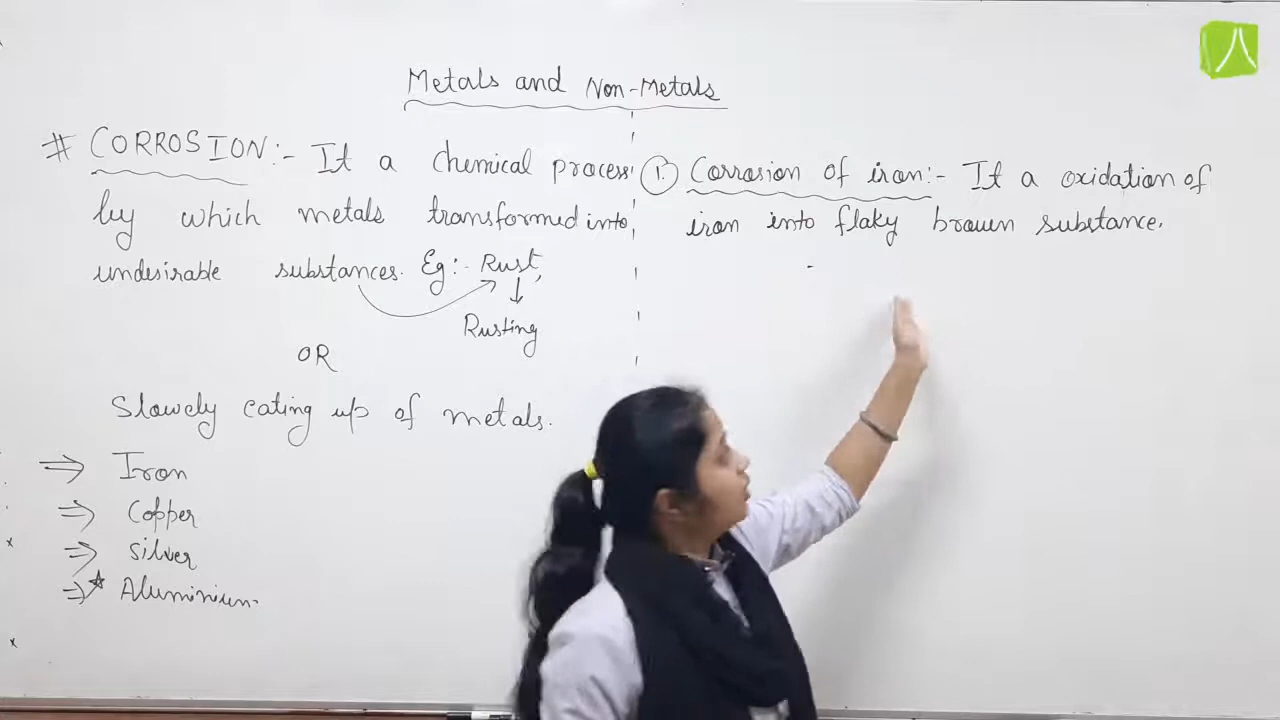 Metals and Non-Metals
# CORROSION:- It a chemical process
by which metals transformed into
undesirable substances. Eg:- Rust,
Rusting
OR
Slowely eating up of metals.
⇒ Iron
⇒ Copper
⇒ Silver
⇒* Aluminium
1. Corrosion of iron:- It a oxidation of
iron into flaky brown substance.